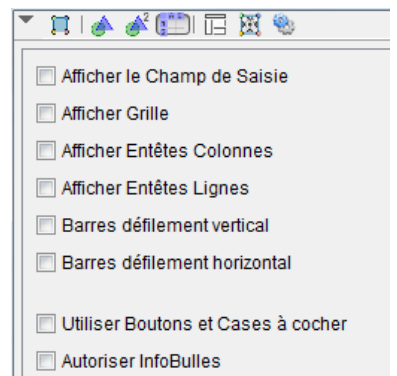 Afficher le Champ de Saisie
Afficher Grille
Afficher Entêtes Colonnes
Afficher Entêtes Lignes
Barres défilement vertical
Barres défilement horizontal
Utiliser Boutons et Cases à cocher
Autoriser InfoBulles